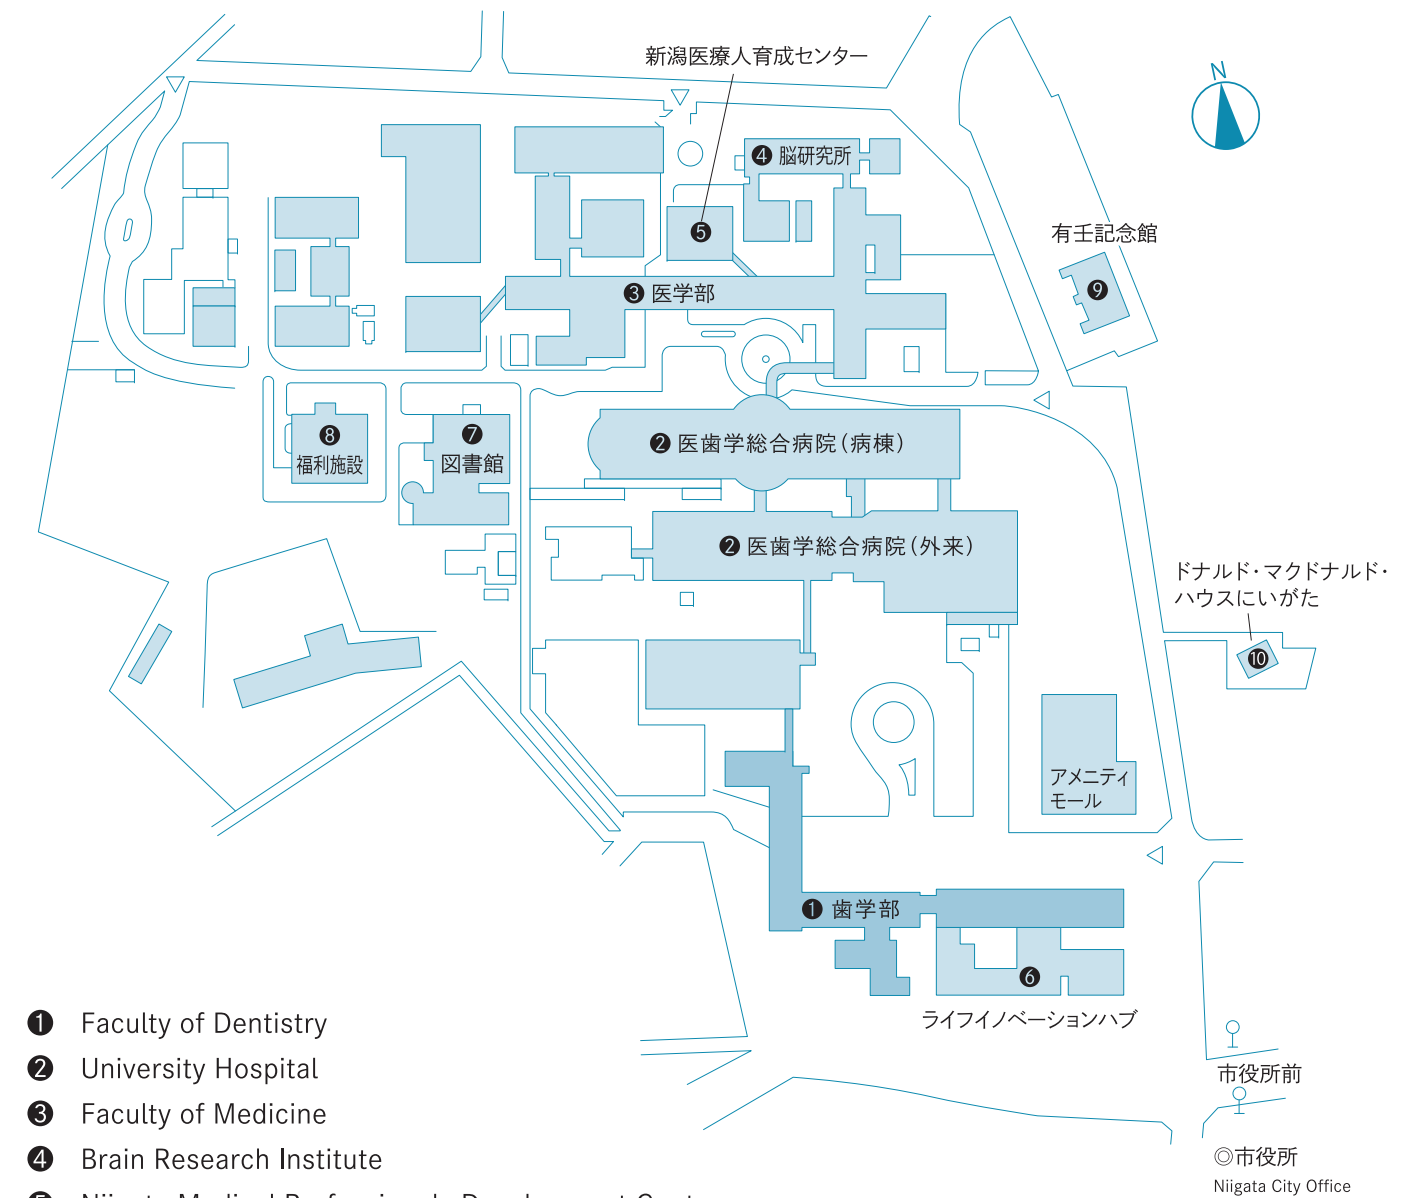 新潟医療人育成センター
N
❹ 脳研究所
❺
有壬記念館
❾
❸ 医学部
❷ 医歯学総合病院(病棟)
❽
福利施設
❼
図書館
❷ 医歯学総合病院(外来)
ドナルド・マクドナルド・
ハウスにいがた
❿
アメニティ
モール
❶ 歯学部
❻
ライフイノベーションハブ
市役所前
◎市役所
Niigata City Office
❶ Faculty of Dentistry
❷ University Hospital
❸ Faculty of Medicine
❹ Brain Research Institute